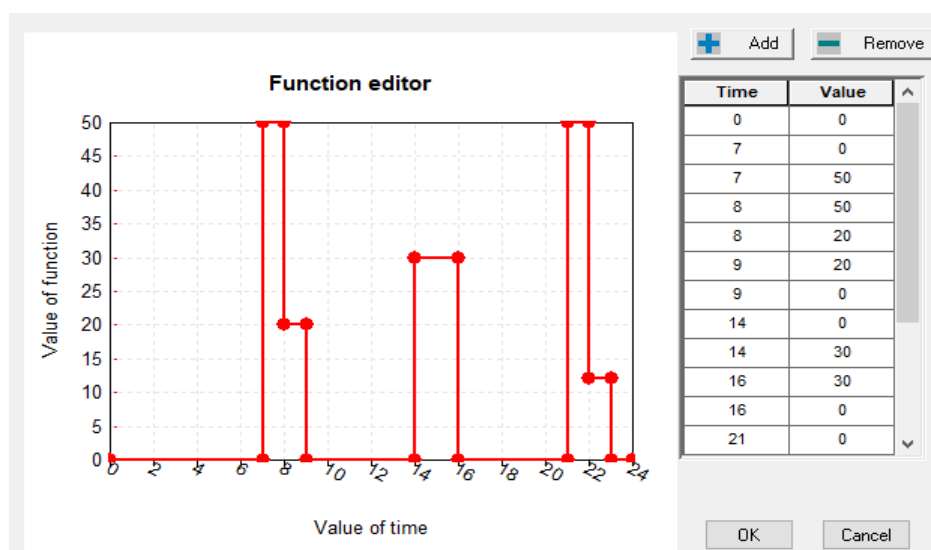 Add
Remove
Function editor
Value of function
50
45
40
35
30
25
20
15
10
5
0
0 2 4 6 8 10 12 14 16 18 20 22 24
Value of time
Time Value
0 0
7 0
7 50
8 50
8 20
9 20
9 0
14 0
14 30
16 30
16 0
21 0
OK
Cancel